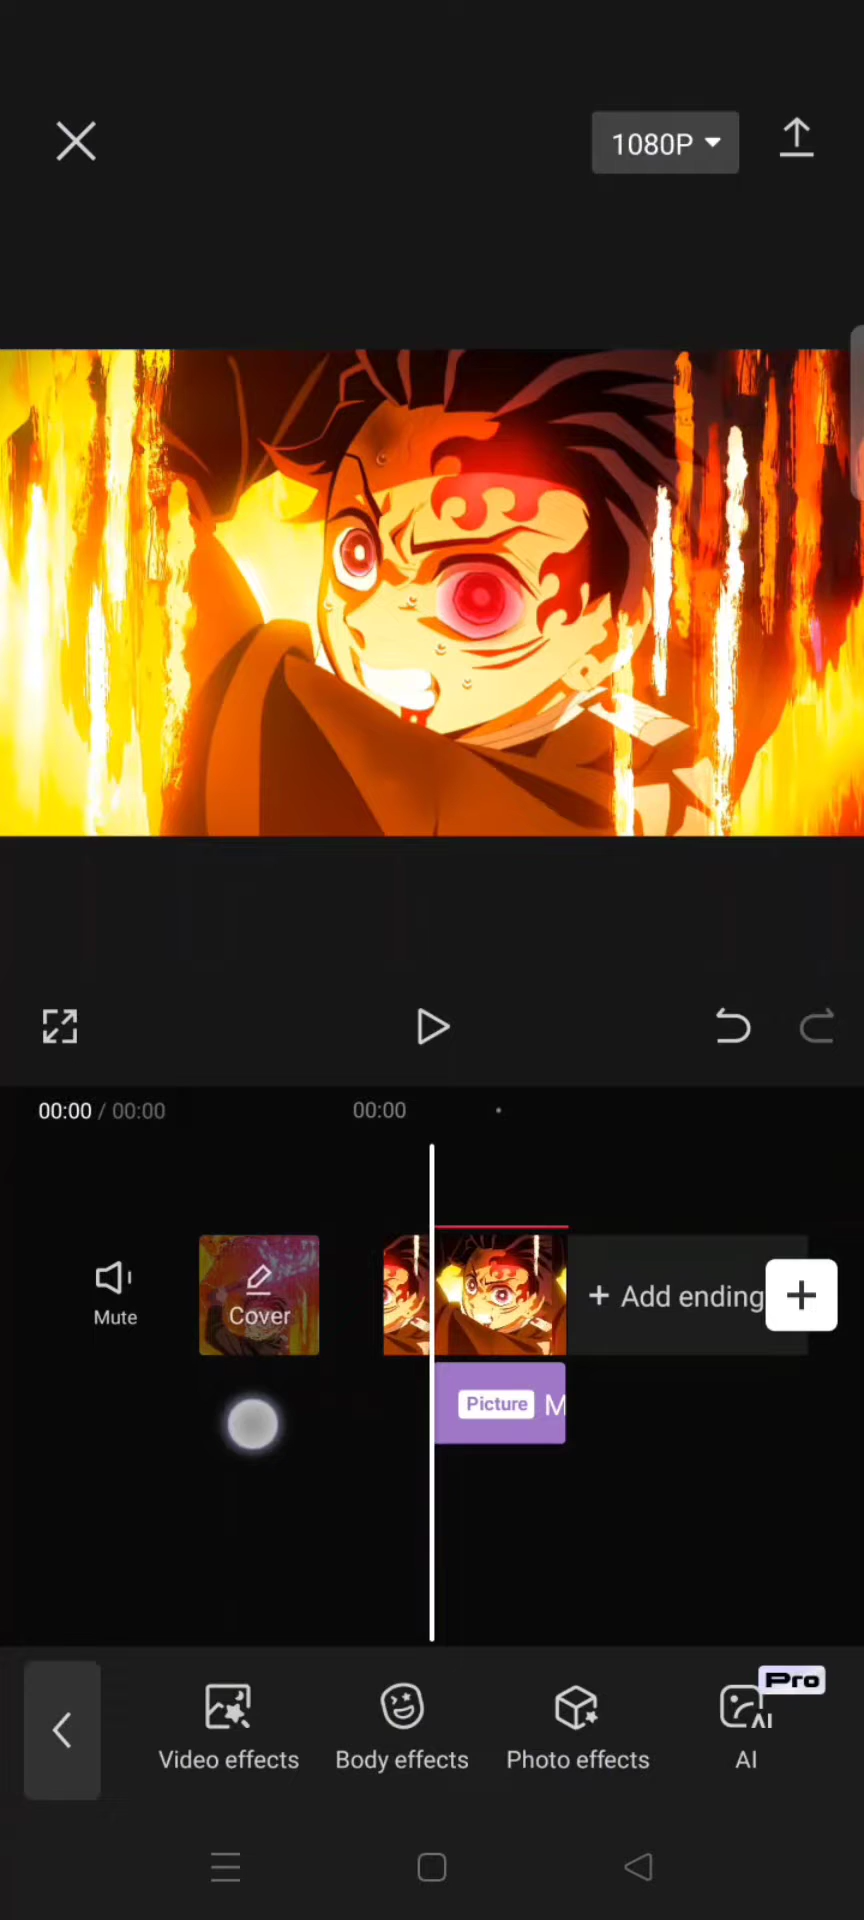 1080P
00:00 / 00:00
00:00
Mute
Cover
+ Add ending
+
Picture
M
Pro
Video effects
Body effects
Photo effects
AI
AI